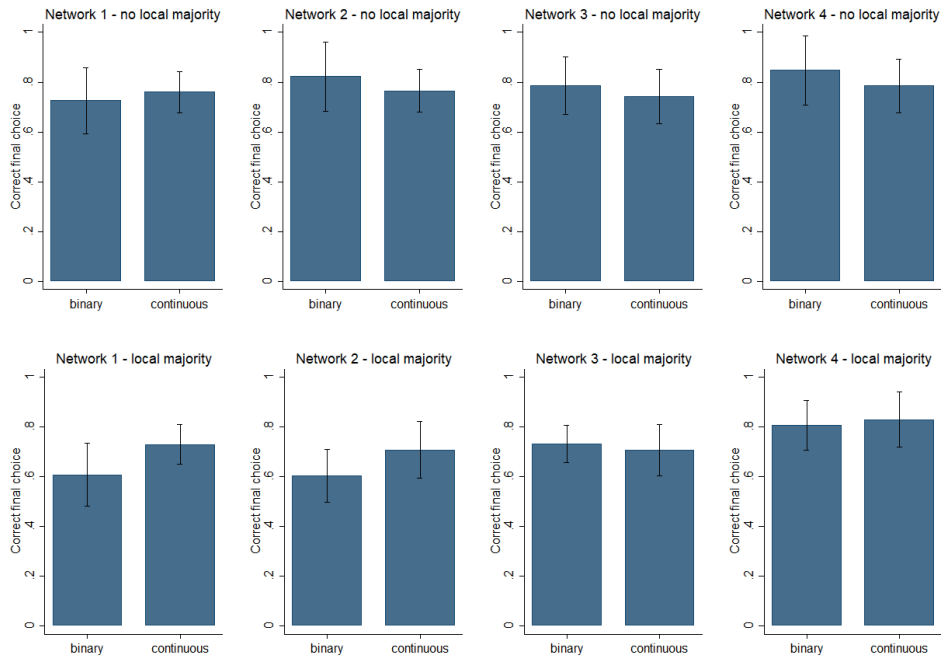 Network 1 - no local majority
Correct final choice
0
.2
.4
.6
.8
1
binary
continuous
Network 2 - no local majority
Correct final choice
0
.2
.4
.6
.8
1
binary
continuous
Network 3 - no local majority
Correct final choice
0
.2
.4
.6
.8
1
binary
continuous
Network 4 - no local majority
Correct final choice
0
.2
.4
.6
.8
1
binary
continuous
Network 1 - local majority
Correct final choice
0
.2
.4
.6
.8
1
binary
continuous
Network 2 - local majority
Correct final choice
0
.2
.4
.6
.8
1
binary
continuous
Network 3 - local majority
Correct final choice
0
.2
.4
.6
.8
1
binary
continuous
Network 4 - local majority
Correct final choice
0
.2
.4
.6
.8
1
binary
continuous